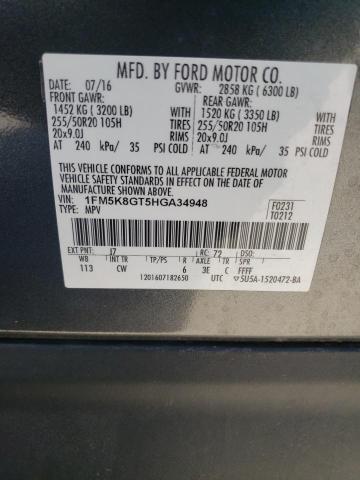 MFD. BY FORD MOTOR CO.
DATE: 07/16 GVWR: 2858 KG ( 6300 LB)
FRONT GAWR: REAR GAWR:
1452 KG ( 3200 LB) WITH 1520 KG ( 3350 LB) WITH
255/50R20 105H TIRES 255/50R20 105H TIRES
20x9.0J RIMS 20x9.0J RIMS
AT 240 kPa/ 35 PSI COLD AT 240 kPa/ 35 PSI COLD
THIS VEHICLE CONFORMS TO ALL APPLICABLE FEDERAL MOTOR
VEHICLE SAFETY AND THEFT PREVENTION STANDARDS IN EFFECT ON THE DATE OF
MANUFACTURE SHOWN ABOVE.
VIN: 1FM5K8GT5HGA34948 F0231
TYPE: MPV T0212
EXT PNT: J7 RC: 72 DSO:
WB TP/PS R AXLE TR
113 CW 6 3E C FFFF
1201607182650 UTC 5U5A-1520472-BA